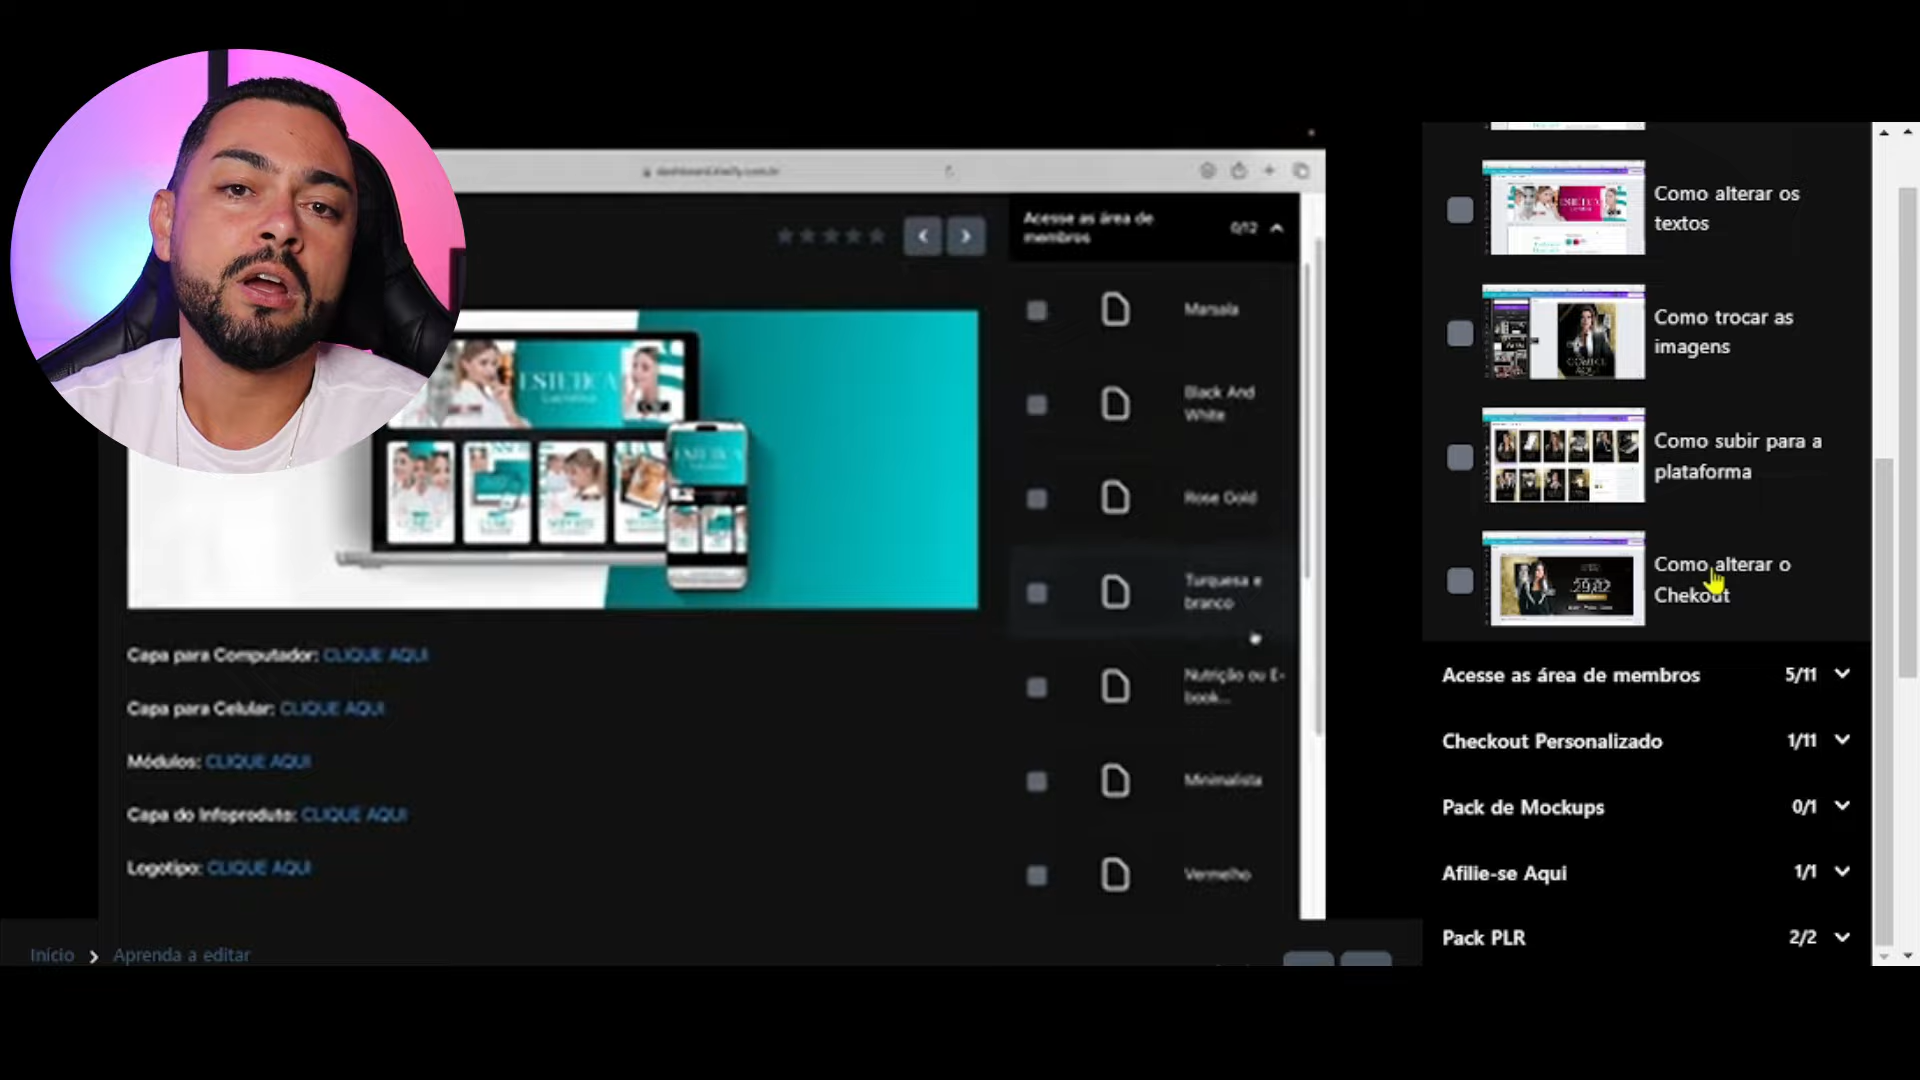 Acesse as área de
membros
0/12
Marsala
Black And
White
Rose Gold
Turquesa e
branco
Nutrição ou E-
book...
Minimalista
Vermelho
ESTETICA
Capa para Computador: CLIQUE AQUI
Capa para Celular: CLIQUE AQUI
Módulos: CLIQUE AQUI
Capa do Infoproduto: CLIQUE AQUI
Logotipo: CLIQUE AQUI
Início
Aprenda a editar
Como alterar os
textos
Como trocar as
imagens
Como subir para a
plataforma
Como alterar o
Chekout
Acesse as área de membros 5/11
Checkout Personalizado 1/11
Pack de Mockups 0/1
Afilie-se Aqui 1/1
Pack PLR 2/2